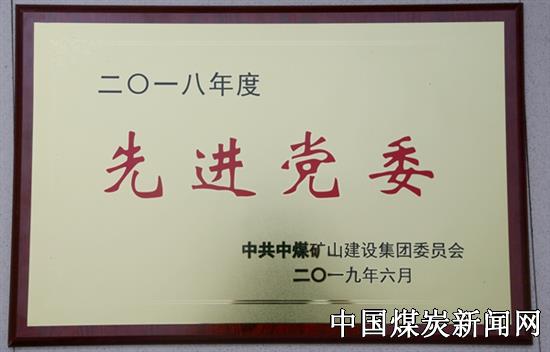 二〇一八年度
先进党委
中共中煤矿山建设集团委员会
二〇一九年六月
中国煤炭新闻网